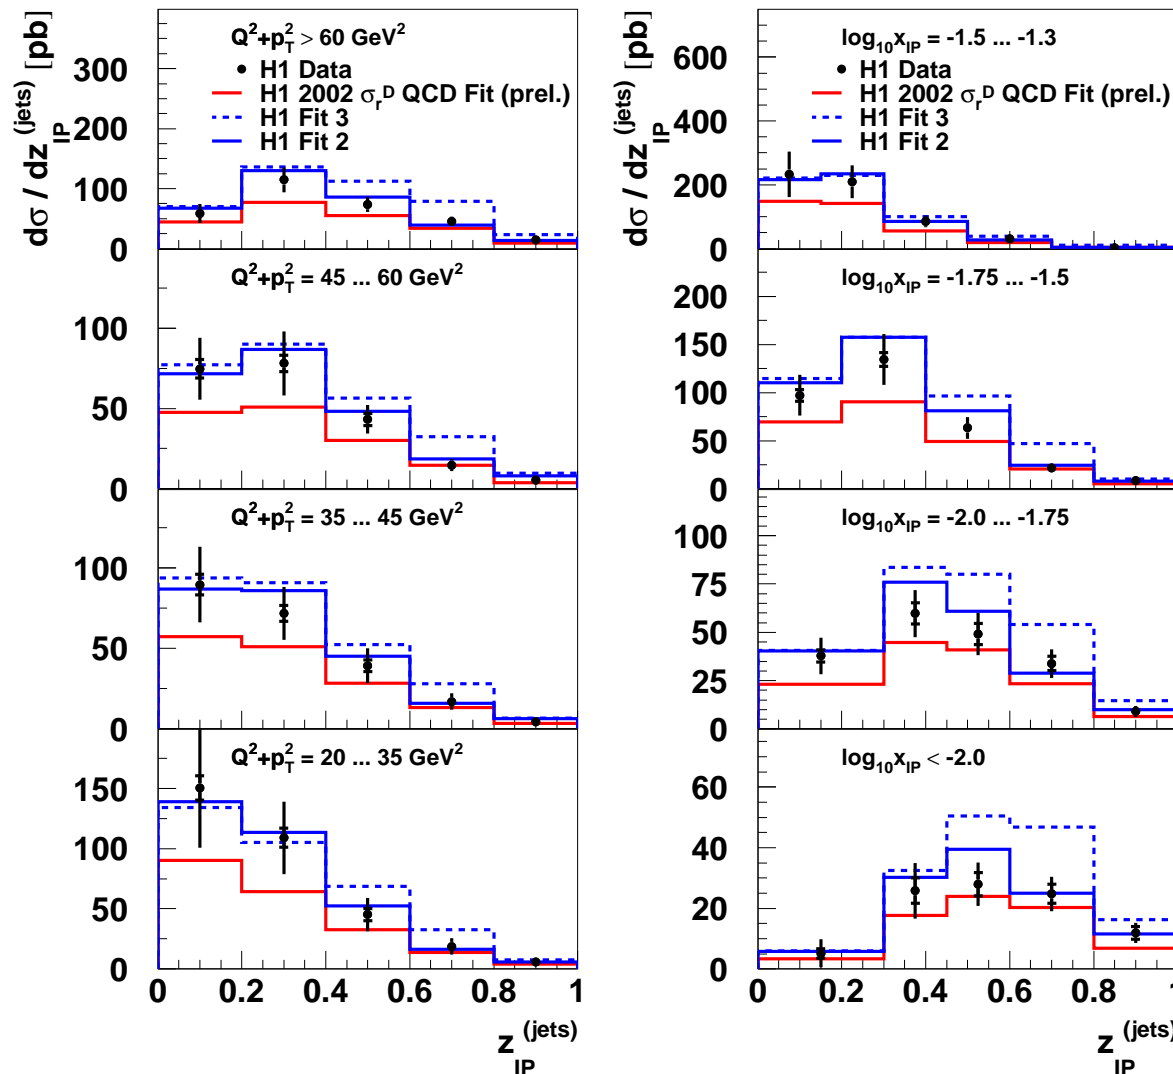 dσ / dz_IP^(jets) [pb]
Q²+p_T² > 60 GeV²
H1 Data
H1 2002 σ_r^D QCD Fit (prel.)
H1 Fit 3
H1 Fit 2
300
200
100
0
Q²+p_T² = 45 ... 60 GeV²
100
50
0
Q²+p_T² = 35 ... 45 GeV²
100
50
0
Q²+p_T² = 20 ... 35 GeV²
150
100
50
0
0 0.2 0.4 0.6 0.8 1
z_IP^(jets)
dσ / dz_IP^(jets) [pb]
log₁₀x_IP = -1.5 ... -1.3
H1 Data
H1 2002 σ_r^D QCD Fit (prel.)
H1 Fit 3
H1 Fit 2
600
400
200
0
log₁₀x_IP = -1.75 ... -1.5
200
150
100
50
0
log₁₀x_IP = -2.0 ... -1.75
100
75
50
25
0
log₁₀x_IP < -2.0
60
40
20
0
0 0.2 0.4 0.6 0.8 1
z_IP^(jets)